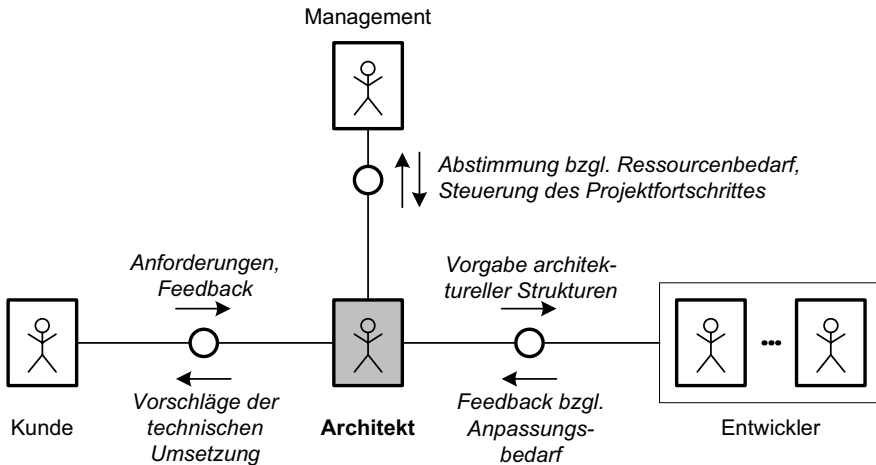 Management
Abstimmung bzgl. Ressourcenbedarf,
Steuerung des Projektfortschrittes
Anforderungen,
Feedback
Vorgabe architek-
tureller Strukturen
Kunde
Vorschläge der
technischen
Umsetzung
Architekt
Feedback bzgl.
Anpassungs-
bedarf
Entwickler